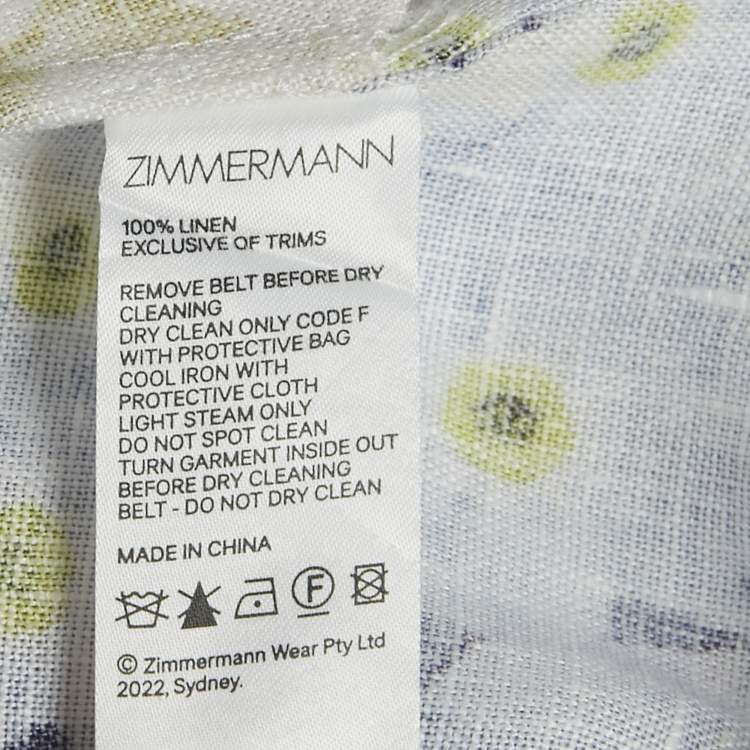 ZIMMERMANN
100% LINEN
EXCLUSIVE OF TRIMS
REMOVE BELT BEFORE DRY
CLEANING
DRY CLEAN ONLY CODE F
WITH PROTECTIVE BAG
COOL IRON WITH
PROTECTIVE CLOTH
LIGHT STEAM ONLY
DO NOT SPOT CLEAN
TURN GARMENT INSIDE OUT
BEFORE DRY CLEANING
BELT - DO NOT DRY CLEAN
MADE IN CHINA
F
© Zimmermann Wear Pty Ltd
2022, Sydney.